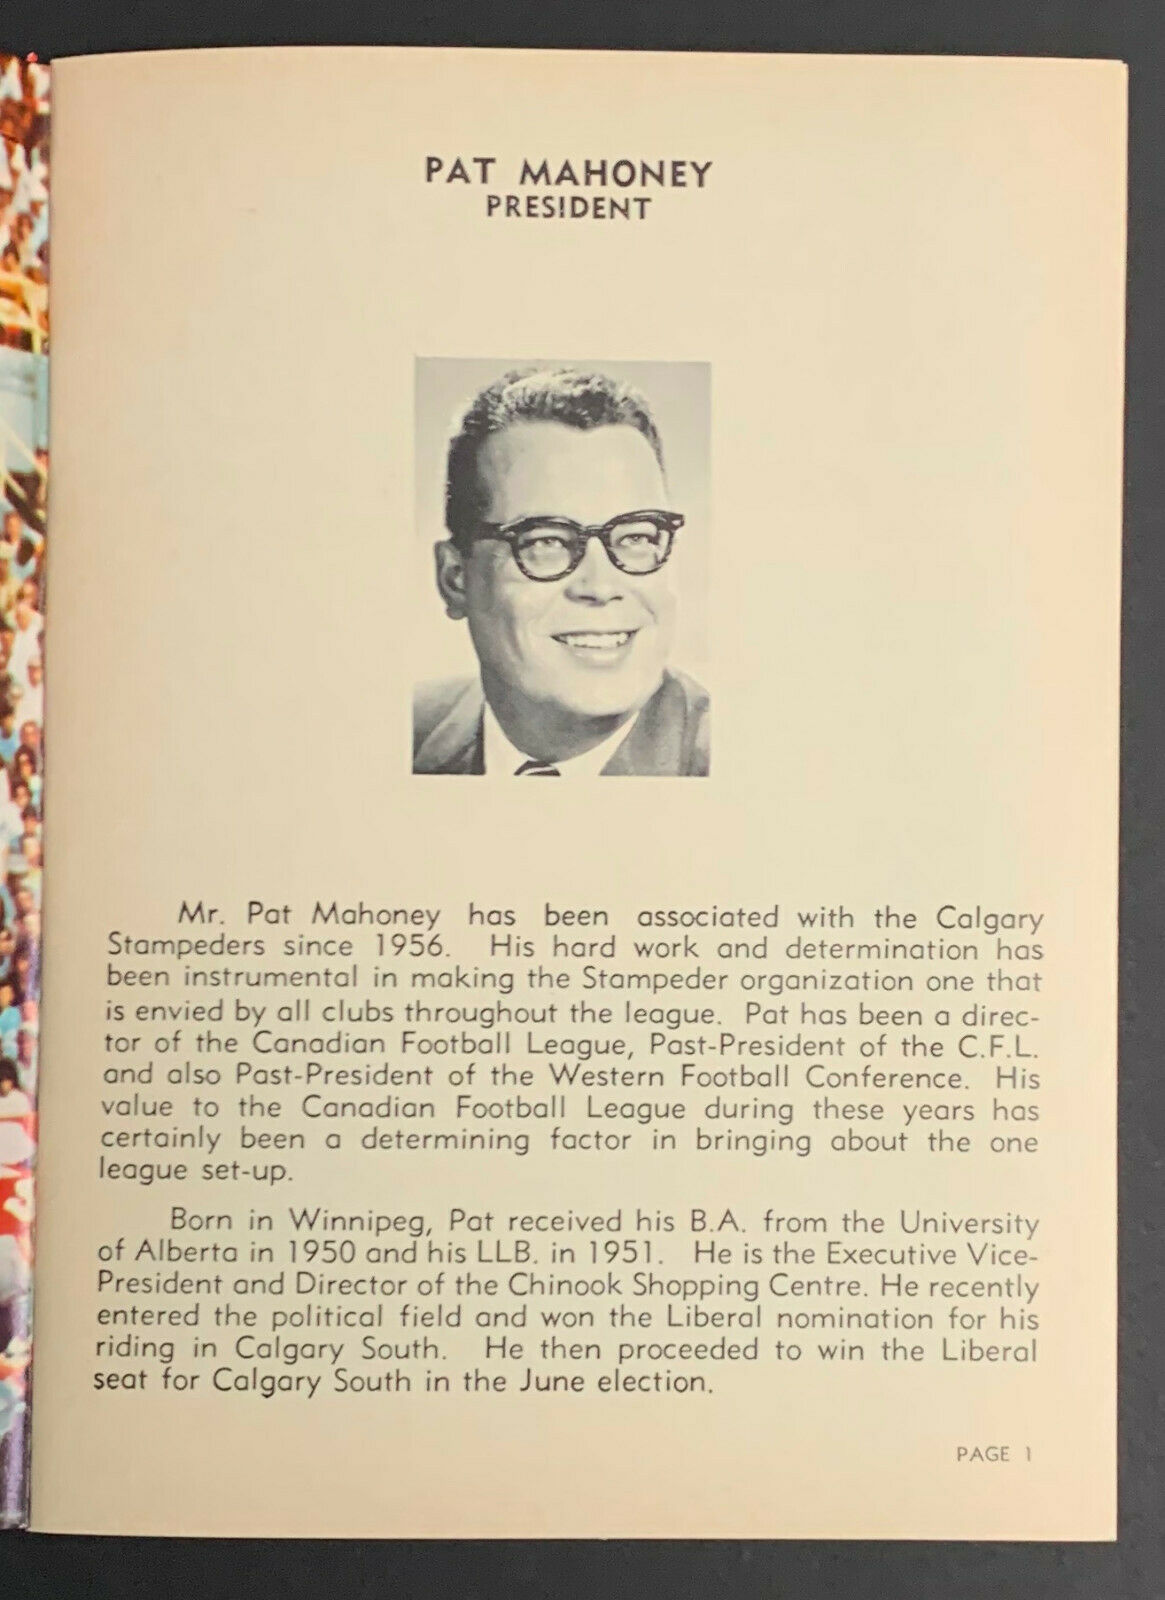 PAT MAHONEY
PRESIDENT
Mr. Pat Mahoney has been associated with the Calgary
Stampeders since 1956. His hard work and determination has
been instrumental in making the Stampeder organization one that
is envied by all clubs throughout the league. Pat has been a direc-
tor of the Canadian Football League, Past-President of the C.F.L.
and also Past-President of the Western Football Conference. His
value to the Canadian Football League during these years has
certainly been a determining factor in bringing about the one
league set-up.
Born in Winnipeg, Pat received his B.A. from the University
of Alberta in 1950 and his LLB. in 1951. He is the Executive Vice-
President and Director of the Chinook Shopping Centre. He recently
entered the political field and won the Liberal nomination for his
riding in Calgary South. He then proceeded to win the Liberal
seat for Calgary South in the June election.
PAGE 1